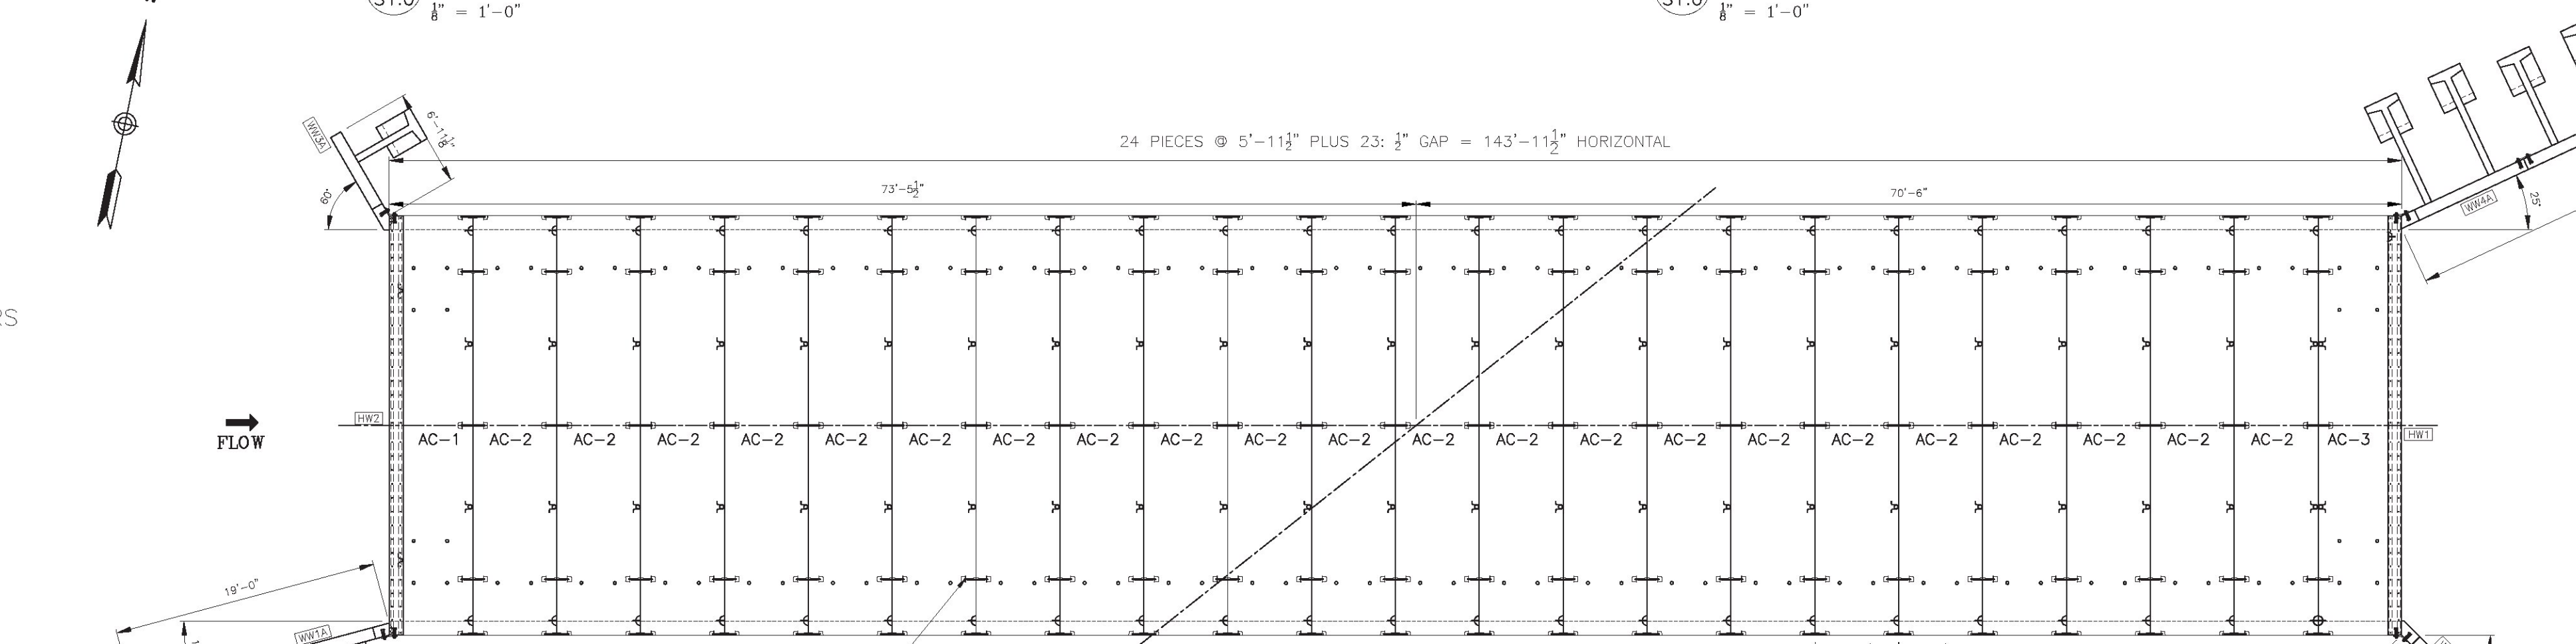 1/8" = 1'-0"
1/8" = 1'-0"
24 PIECES @ 5'-11 1/2" PLUS 23: 1/2" GAP = 143'-11 1/2" HORIZONTAL
WW3A
6'-11 1/8"
60°
73'-5 1/2"
70'-6"
WW4A
25°
RS
HW2
FLOW
AC-1 AC-2 AC-2 AC-2 AC-2 AC-2 AC-2 AC-2 AC-2 AC-2 AC-2 AC-2 AC-2 AC-2 AC-2 AC-2 AC-2 AC-2 AC-2 AC-2 AC-2 AC-2 AC-2 AC-3
HW1
19'-0"
WW1A